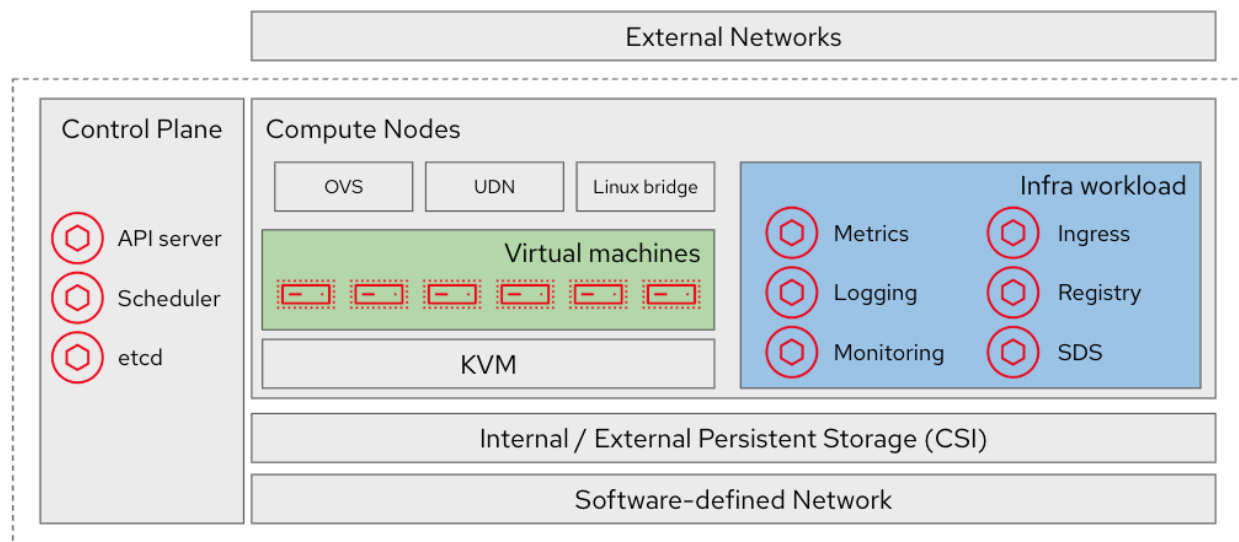 External Networks
Control Plane
API server
Scheduler
etcd
Compute Nodes
OVS
UDN
Linux bridge
Virtual machines
KVM
Infra workload
Metrics
Ingress
Logging
Registry
Monitoring
SDS
Internal / External Persistent Storage (CSI)
Software-defined Network